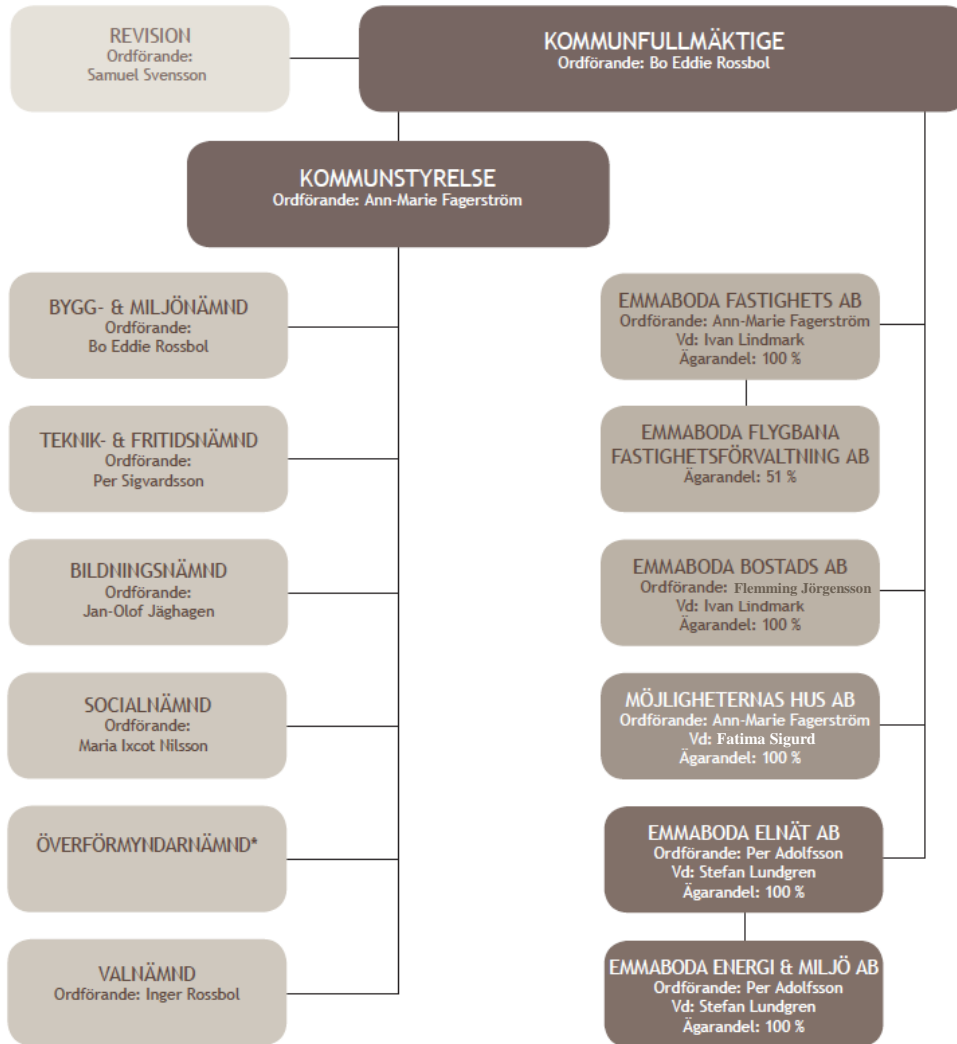 REVISION
Ordförande:
Samuel Svensson
KOMMUNFULLMÄKTIGE
Ordförande: Bo Eddie Rossbol
KOMMUNSTYRELSE
Ordförande: Ann-Marie Fagerström
BYGG- & MILJÖNÄMND
Ordförande:
Bo Eddie Rossbol
TEKNIK- & FRITIDSNÄMND
Ordförande:
Per Sigvardsson
BILDNINGSNÄMND
Ordförande:
Jan-Olof Jäghagen
SOCIALNÄMND
Ordförande:
Maria Ixcot Nilsson
ÖVERFÖRMYNDARNÄMND*
VALNÄMND
Ordförande: Inger Rossbol
EMMABODA FASTIGHETS AB
Ordförande: Ann-Marie Fagerström
Vd: Ivan Lindmark
Ägarandel: 100 %
EMMABODA FLYGBANA
FASTIGHETSFÖRVALTNING AB
Ägarandel: 51 %
EMMABODA BOSTADS AB
Ordförande: Flemming Jörgensson
Vd: Ivan Lindmark
Ägarandel: 100 %
MÖJLIGHETERNAS HUS AB
Ordförande: Ann-Marie Fagerström
Vd: Fatima Sigurd
Ägarandel: 100 %
EMMABODA ELNÄT AB
Ordförande: Per Adolfsson
Vd: Stefan Lundgren
Ägarandel: 100 %
EMMABODA ENERGI & MILJÖ AB
Ordförande: Per Adolfsson
Vd: Stefan Lundgren
Ägarandel: 100 %